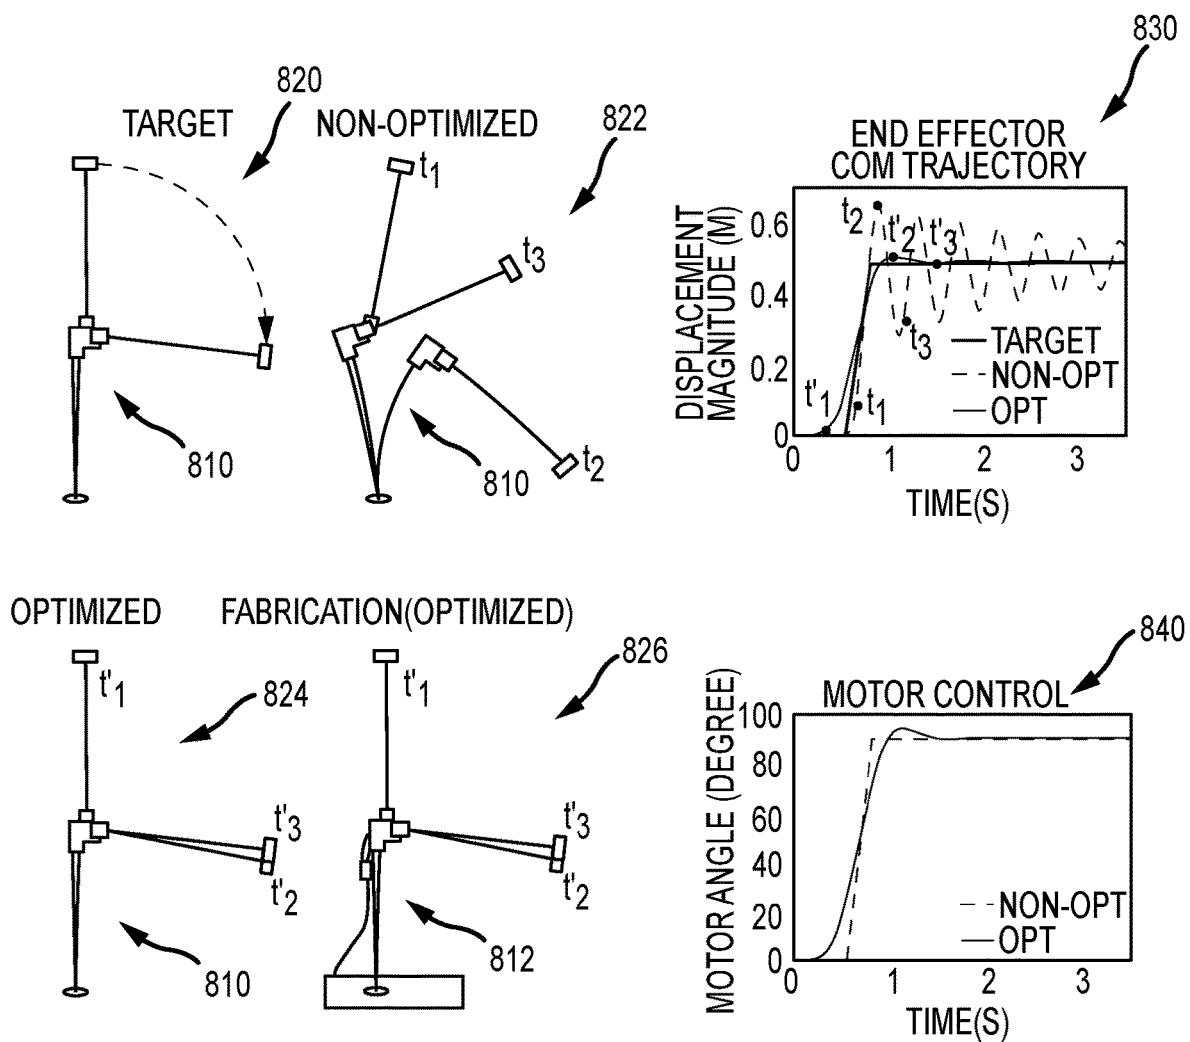 TARGET
820
NON-OPTIMIZED
822
t1
t3
t2
810
810
830
END EFFECTOR
COM TRAJECTORY
DISPLACEMENT
MAGNITUDE (M)
0.6
0.4
0.2
0
t2
t'2
t'3
t3
t'1
t1
TARGET
NON-OPT
OPT
0 1 2 3
TIME(S)
OPTIMIZED
t'1
824
t'3
t'2
810
FABRICATION(OPTIMIZED)
t'1
826
t'3
t'2
812
840
MOTOR CONTROL
MOTOR ANGLE (DEGREE)
100
80
60
40
20
0
NON-OPT
OPT
0 1 2 3
TIME(S)